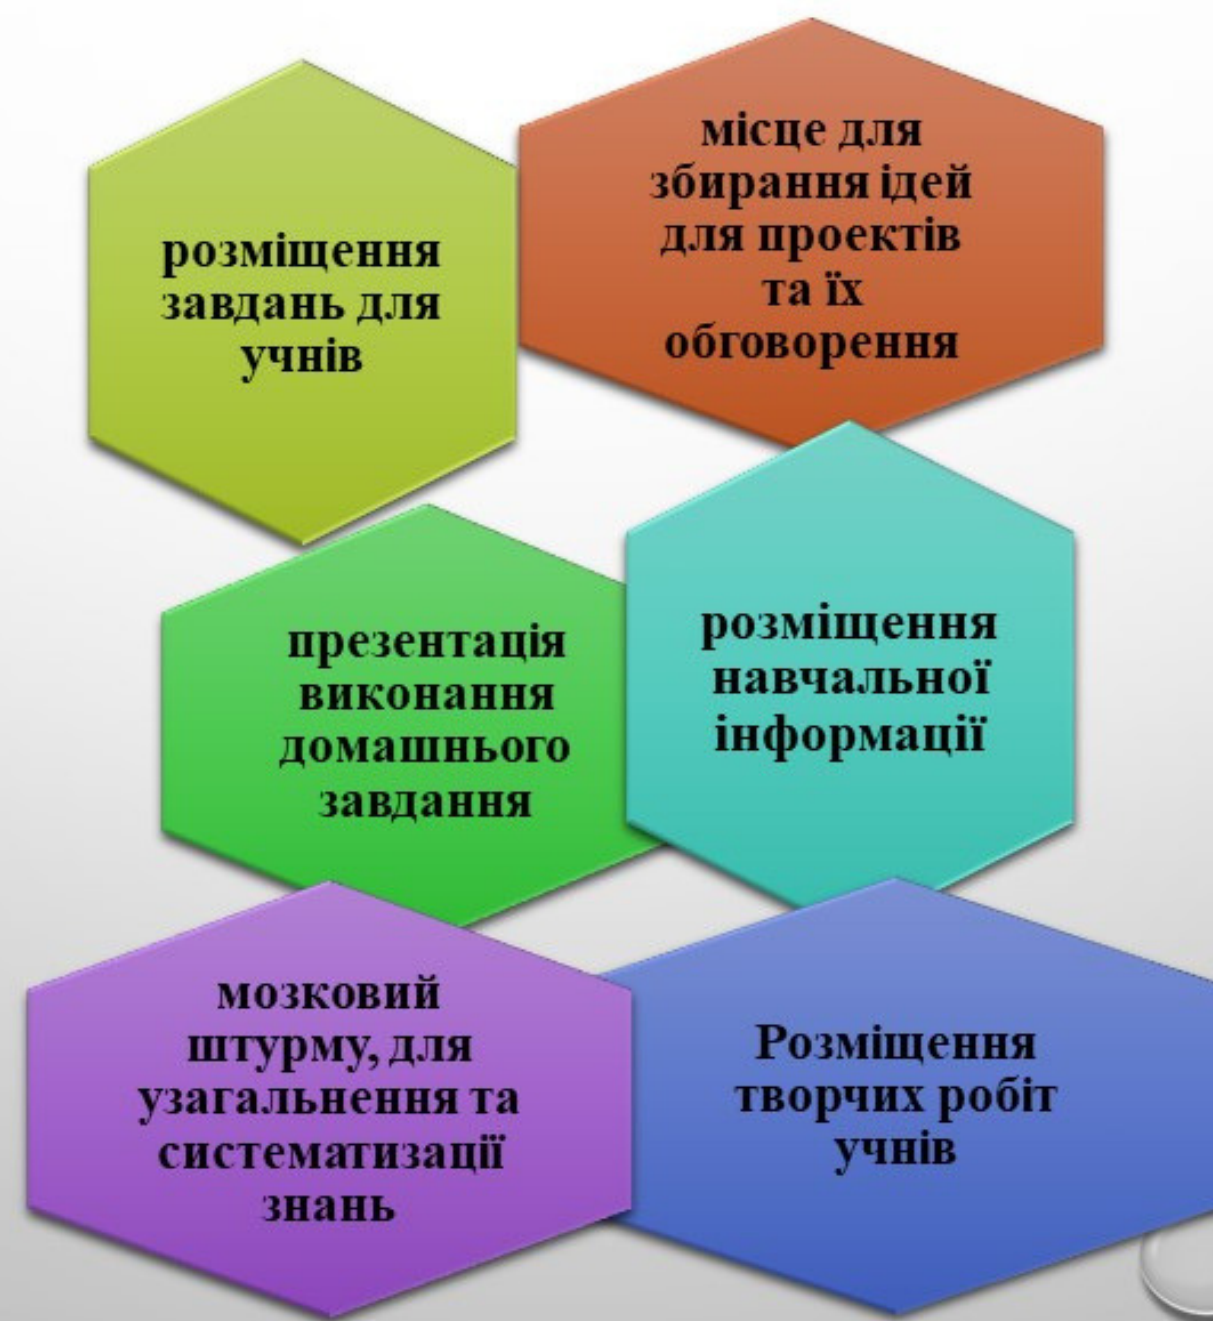 розміщення
завдань для
учнів
місце для
збирання ідей
для проектів
та їх
обговорення
презентація
виконання
домашнього
завдання
розміщення
навчальної
інформації
мозковий
штурму, для
узагальнення та
систематизації
знань
Розміщення
творчих робіт
учнів